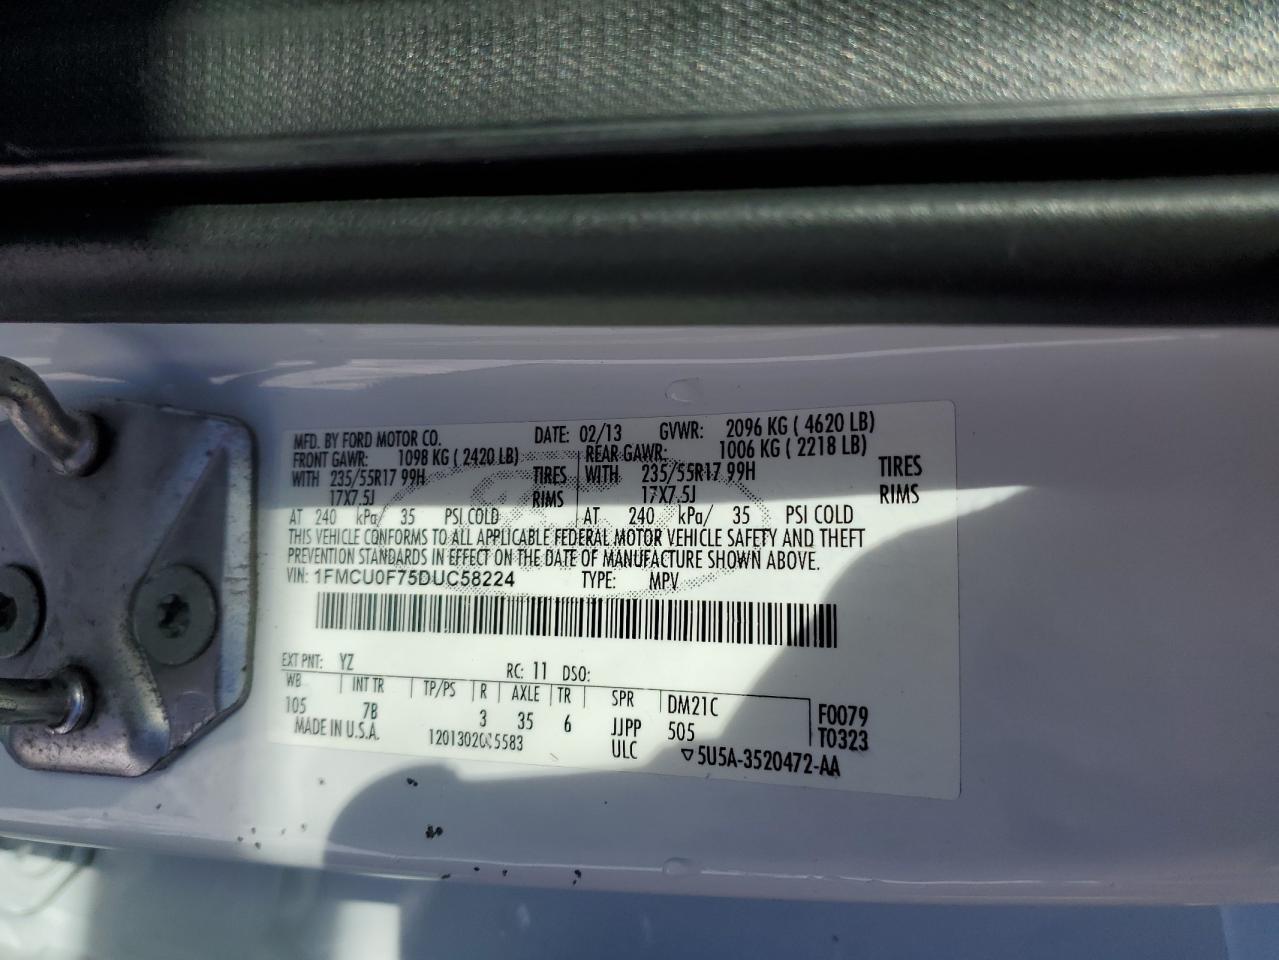 MFD. BY FORD MOTOR CO. DATE: 02/13 GVWR: 2096 KG ( 4620 LB)
FRONT GAWR: 1098 KG ( 2420 LB) REAR GAWR: 1006 KG ( 2218 LB)
WITH 235/55R17 99H TIRES WITH 235/55R17 99H TIRES
17X7.5J RIMS 17X7.5J RIMS
AT 240 kPa/ 35 PSI COLD AT 240 kPa/ 35 PSI COLD
THIS VEHICLE CONFORMS TO ALL APPLICABLE FEDERAL MOTOR VEHICLE SAFETY AND THEFT
PREVENTION STANDARDS IN EFFECT ON THE DATE OF MANUFACTURE SHOWN ABOVE.
VIN: 1FMCU0F75DUC58224 TYPE: MPV
EXT PNT: YZ RC: 11 DSO:
WB INT TR TP/PS R AXLE TR SPR DM21C F0079
105 7B 3 35 6 JJPP 505 T0323
MADE IN U.S.A. ULC ▽5U5A-3520472-AA